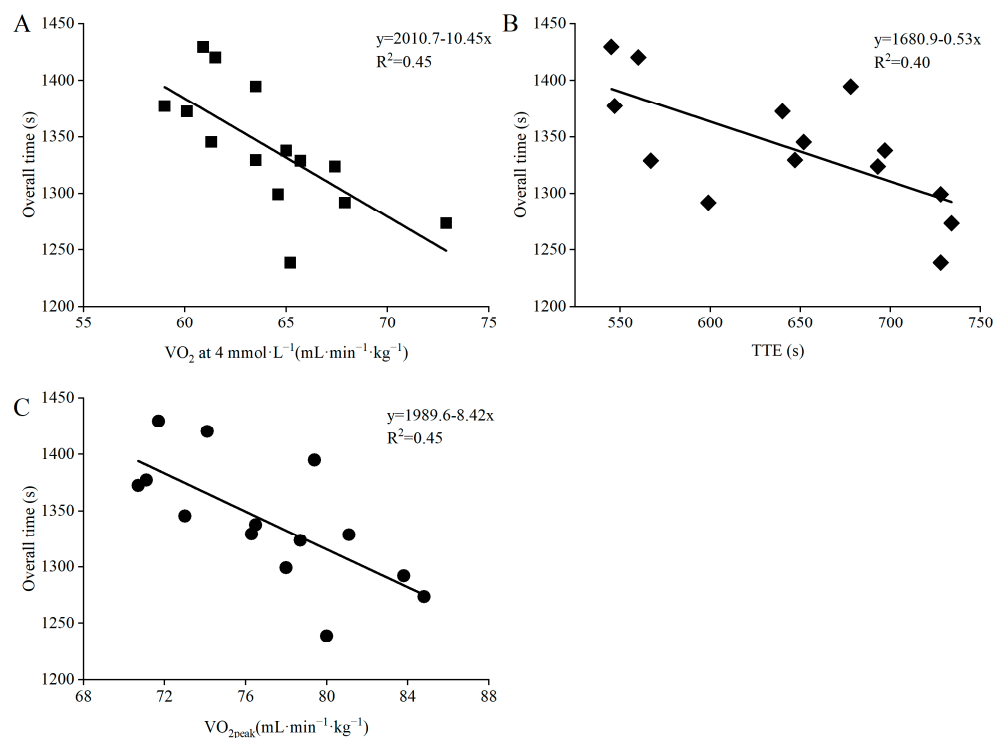 A
y=2010.7-10.45x
R²=0.45
Overall time (s)
1450
1400
1350
1300
1250
1200
55
60
65
70
75
VO₂ at 4 mmol·L⁻¹(mL·min⁻¹·kg⁻¹)
B
y=1680.9-0.53x
R²=0.40
Overall time (s)
1450
1400
1350
1300
1250
1200
550
600
650
700
750
TTE (s)
C
y=1989.6-8.42x
R²=0.45
Overall time (s)
1450
1400
1350
1300
1250
1200
68
72
76
80
84
88
VO₂peak(mL·min⁻¹·kg⁻¹)